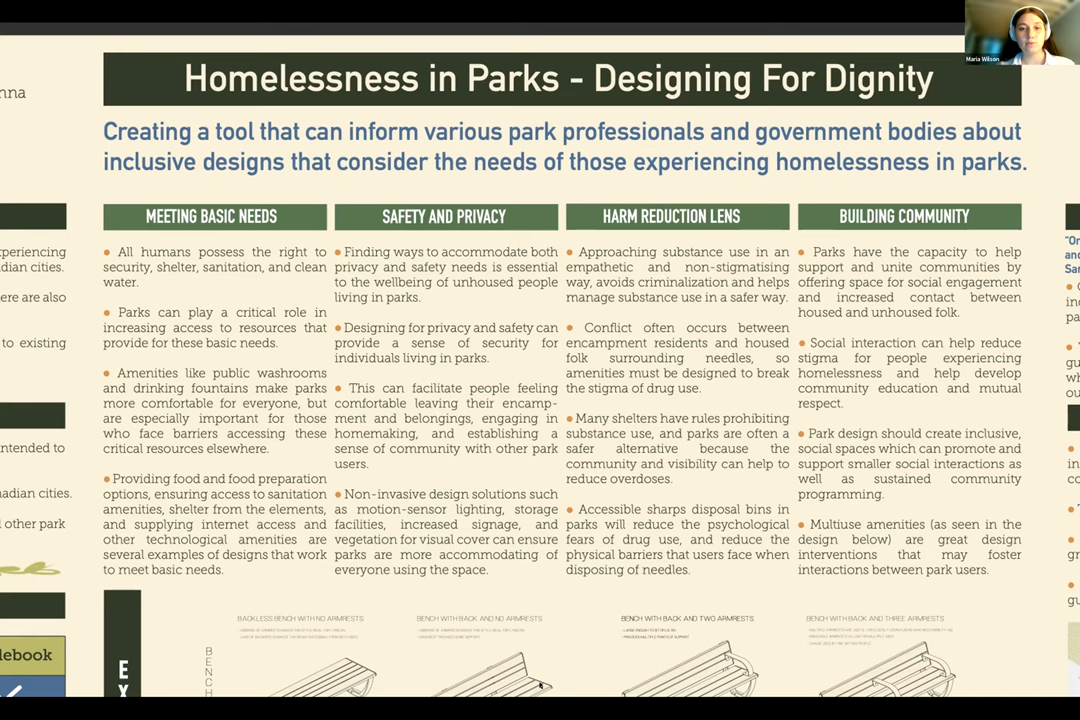 Maria Wilson
nna
Homelessness in Parks - Designing For Dignity
Creating a tool that can inform various park professionals and government bodies about
inclusive designs that consider the needs of those experiencing homelessness in parks.
MEETING BASIC NEEDS
• All humans possess the right to
security, shelter, sanitation, and clean
water.
• Parks can play a critical role in
increasing access to resources that
provide for these basic needs.
• Amenities like public washrooms
and drinking fountains make parks
more comfortable for everyone, but
are especially important for those
who face barriers accessing these
critical resources elsewhere.
• Providing food and food preparation
options, ensuring access to sanitation
amenities, shelter from the elements,
and supplying internet access and
other technological amenities are
several examples of designs that work
to meet basic needs.
SAFETY AND PRIVACY
• Finding ways to accommodate both
privacy and safety needs is essential
to the wellbeing of unhoused people
living in parks.
• Designing for privacy and safety can
provide a sense of security for
individuals living in parks.
• This can facilitate people feeling
comfortable leaving their encamp-
ment and belongings, engaging in
homemaking, and establishing a
sense of community with other park
users.
• Non-invasive design solutions such
as motion-sensor lighting, storage
facilities, increased signage, and
vegetation for visual cover can ensure
parks are more accommodating of
everyone using the space.
HARM REDUCTION LENS
• Approaching substance use in an
empathetic and non-stigmatising
way, avoids criminalization and helps
manage substance use in a safer way.
• Conflict often occurs between
encampment residents and housed
folk surrounding needles, so
amenities must be designed to break
the stigma of drug use.
• Many shelters have rules prohibiting
substance use, and parks are often a
safer alternative because the
community and visibility can help to
reduce overdoses.
• Accessible sharps disposal bins in
parks will reduce the psychological
fears of drug use, and reduce the
physical barriers that users face when
disposing of needles.
BUILDING COMMUNITY
• Parks have the capacity to help
support and unite communities by
offering space for social engagement
and increased contact between
housed and unhoused folk.
• Social interaction can help reduce
stigma for people experiencing
homelessness and help develop
community education and mutual
respect.
• Park design should create inclusive,
social spaces which can promote and
support smaller social interactions as
well as sustained community
programming.
• Multiuse amenities (as seen in the
design below) are great design
interventions that may foster
interactions between park users.
periencing
dian cities.
ere are also
to existing
ntended to
nadian cities.
l other park
lebook
EX
BENCH
BACKLESS BENCH WITH NO ARMRESTS
BENCH WITH BACK AND NO ARMRESTS
BENCH WITH BACK AND TWO ARMRESTS
BENCH WITH BACK AND THREE ARMRESTS
"Or
and
Sar